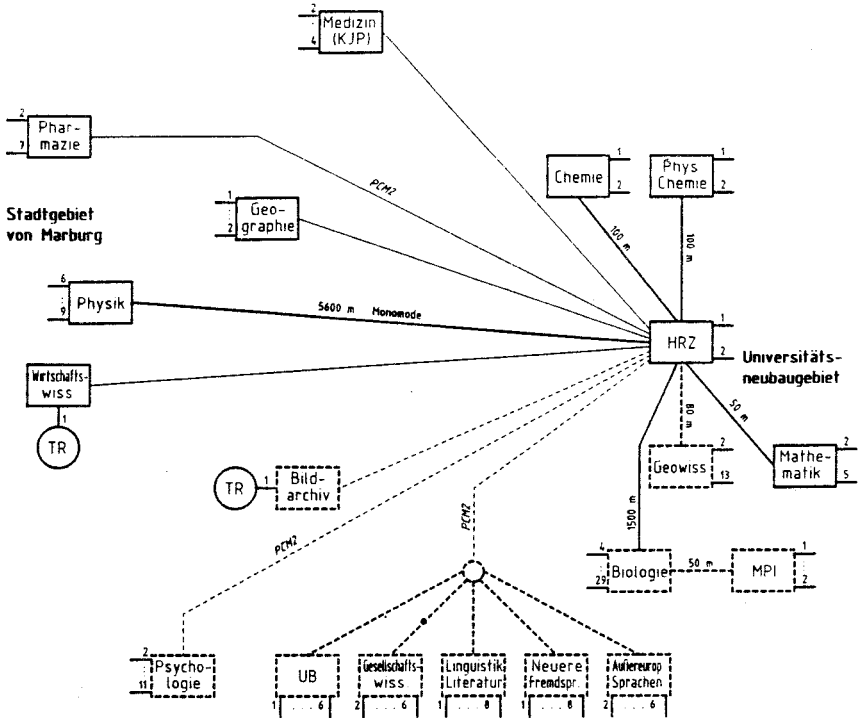 2
4
Medizin
(KJP)
2
7
Phar-
mazie
PCM2
1
2
Chemie
1
2
Phys
Chemie
Stadtgebiet
von Marburg
1
2
Geo-
graphie
100 m
100 m
6
9
Physik
5600 m Monomode
HRZ
1
2
Universitäts-
neubaugebiet
Wirtschafts-
wiss
1
TR
80 m
50 m
TR
1
Bild-
archiv
Geowiss
2
13
Mathe-
matik
2
5
PCM2
PCM2
1500 m
4
29
Biologie
50 m
MPI
1
2
2
11
Psycho-
logie
UB
Gesellschafts-
wiss.
Linguistik
Literatur
Neuere
Fremdspr.
Außereurop
Sprachen
1 ... 6
2 ... 6
1 ... 8
1 ... 8
2 ... 6